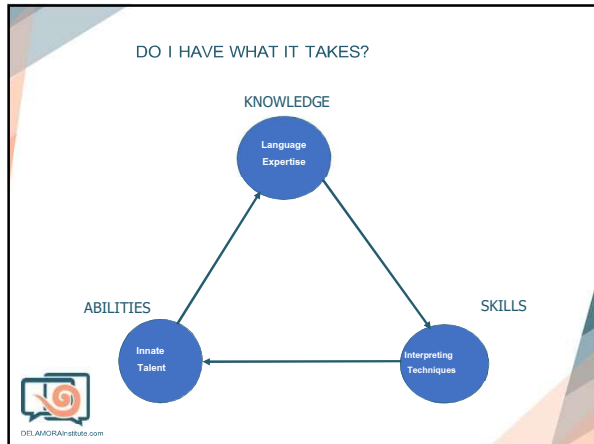 DO I HAVE WHAT IT TAKES?
KNOWLEDGE
Language
Expertise
ABILITIES
SKILLS
Innate
Talent
Interpreting
Techniques
DELAMORAInstitute.com